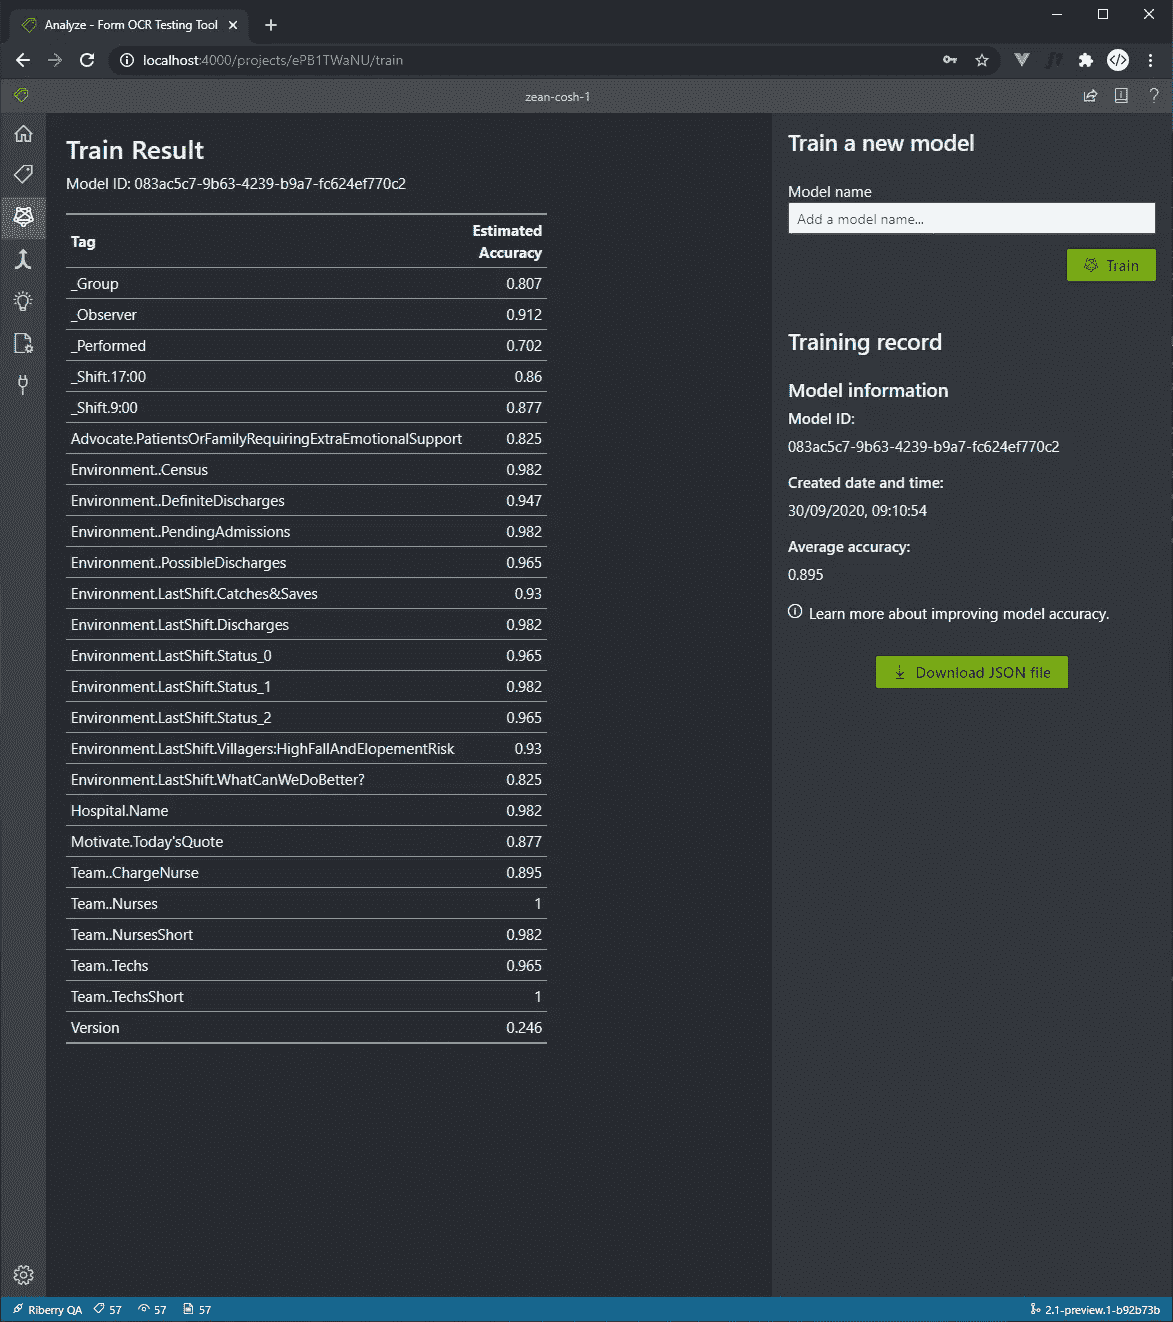 Analyze - Form OCR Testing Tool
localhost:4000/projects/ePB1TWaNU/train
zean-cosh-1
Train Result
Model ID: 083ac5c7-9b63-4239-b9a7-fc624ef770c2
Tag Estimated Accuracy
_Group 0.807
_Observer 0.912
_Performed 0.702
_Shift.17:00 0.86
_Shift.9:00 0.877
Advocate.PatientsOrFamilyRequiringExtraEmotionalSupport 0.825
Environment..Census 0.982
Environment..DefiniteDischarges 0.947
Environment..PendingAdmissions 0.982
Environment..PossibleDischarges 0.965
Environment.LastShift.Catches&Saves 0.93
Environment.LastShift.Discharges 0.982
Environment.LastShift.Status_0 0.965
Environment.LastShift.Status_1 0.982
Environment.LastShift.Status_2 0.965
Environment.LastShift.Villagers:HighFallAndElopementRisk 0.93
Environment.LastShift.WhatCanWeDoBetter? 0.825
Hospital.Name 0.982
Motivate.Today'sQuote 0.877
Team..ChargeNurse 0.895
Team..Nurses 1
Team..NursesShort 0.982
Team..Techs 0.965
Team..TechsShort 1
Version 0.246
Train a new model
Model name
Add a model name...
Train
Training record
Model information
Model ID:
083ac5c7-9b63-4239-b9a7-fc624ef770c2
Created date and time:
30/09/2020, 09:10:54
Average accuracy:
0.895
Learn more about improving model accuracy.
Download JSON file
Riberry QA 57 57 57
2.1-preview.1-b92b73b